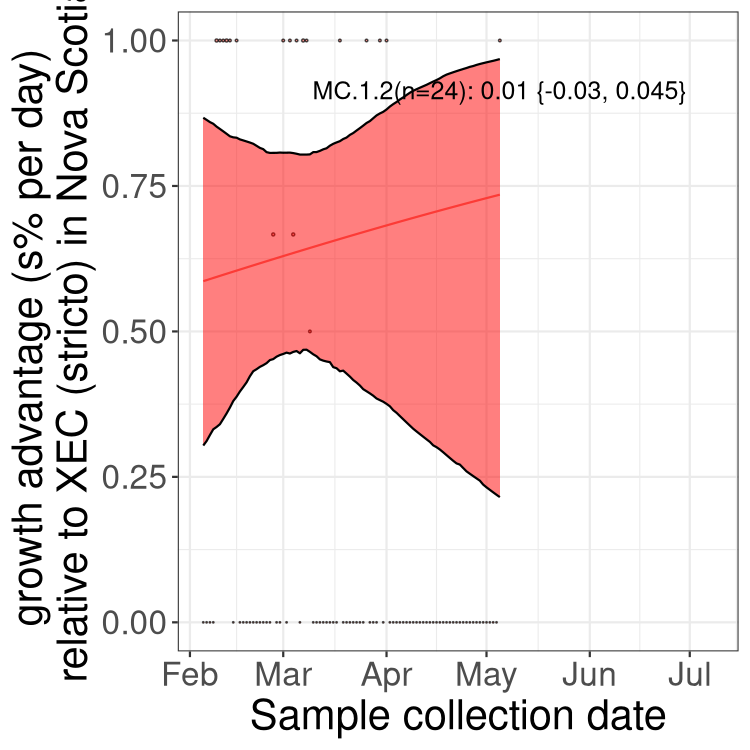 growth advantage (s% per day)
relative to XEC (stricto) in Nova Scotia
1.00
0.75
0.50
0.25
0.00
MC.1.2(n=24): 0.01 {-0.03, 0.045}
Feb Mar Apr May Jun Jul
Sample collection date